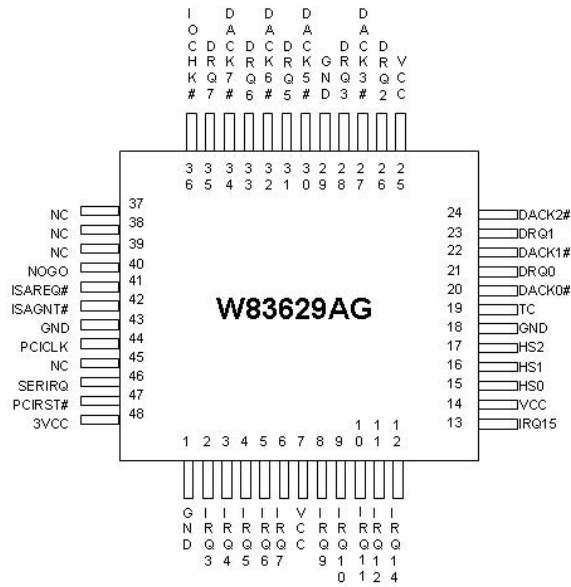 IOCHK#
DRQ7
DACK7#
DRQ6
DACK6#
DRQ5
DACK5#
GND
DRQ3
DACK3#
DRQ2
VCC
36
35
34
33
32
31
30
29
28
27
26
25
NC 37
NC 38
NC 39
NOGO 40
ISAREQ# 41
ISAGNT# 42
GND 43
PCICLK 44
NC 45
SERIRQ 46
PCIRST# 47
3VCC 48
W83629AG
24 DACK2#
23 DRQ1
22 DACK1#
21 DRQ0
20 DACK0#
19 TC
18 GND
17 HS2
16 HS1
15 HS0
14 VCC
13 IRQ15
1
2
3
4
5
6
7
8
9
10
11
12
GND
IRQ3
IRQ4
IRQ5
IRQ6
IRQ7
VCC
IRQ9
IRQ10
IRQ11
IRQ12
IRQ14